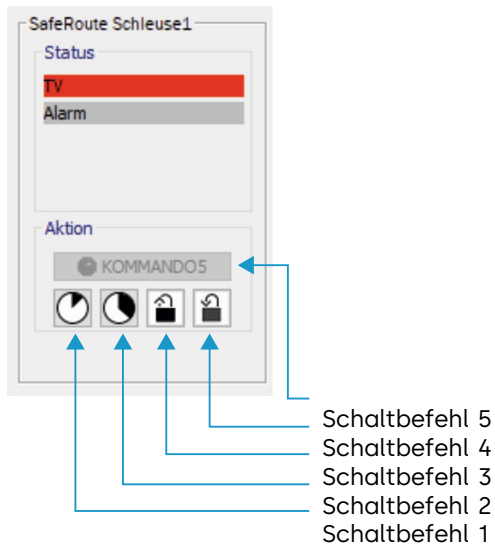 SafeRoute Schleuse1
Status
TV
Alarm
Aktion
KOMMANDO5
Schaltbefehl 5
Schaltbefehl 4
Schaltbefehl 3
Schaltbefehl 2
Schaltbefehl 1